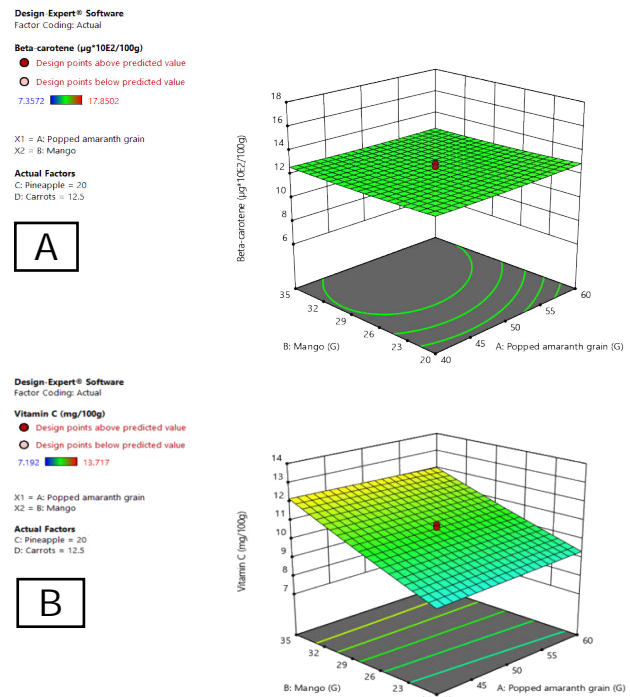 Design-Expert® Software
Factor Coding: Actual
Beta-carotene (µg*10E2/100g)
Design points above predicted value
Design points below predicted value
7.3572 17.8502
X1 = A: Popped amaranth grain
X2 = B: Mango
Actual Factors
C: Pineapple = 20
D: Carrots = 12.5
A
Beta-carotene (µg*10E2/100g)
18
16
14
12
10
8
6
35
32
29
26
23
20
40
45
50
55
60
B: Mango (G)
A: Popped amaranth grain (G)
Design-Expert® Software
Factor Coding: Actual
Vitamin C (mg/100g)
Design points above predicted value
Design points below predicted value
7.192 13.717
X1 = A: Popped amaranth grain
X2 = B: Mango
Actual Factors
C: Pineapple = 20
D: Carrots = 12.5
B
Vitamin C (mg/100g)
14
13
12
11
10
9
8
7
35
32
29
26
23
45
50
55
60
B: Mango (G)
A: Popped amaranth grain (G)